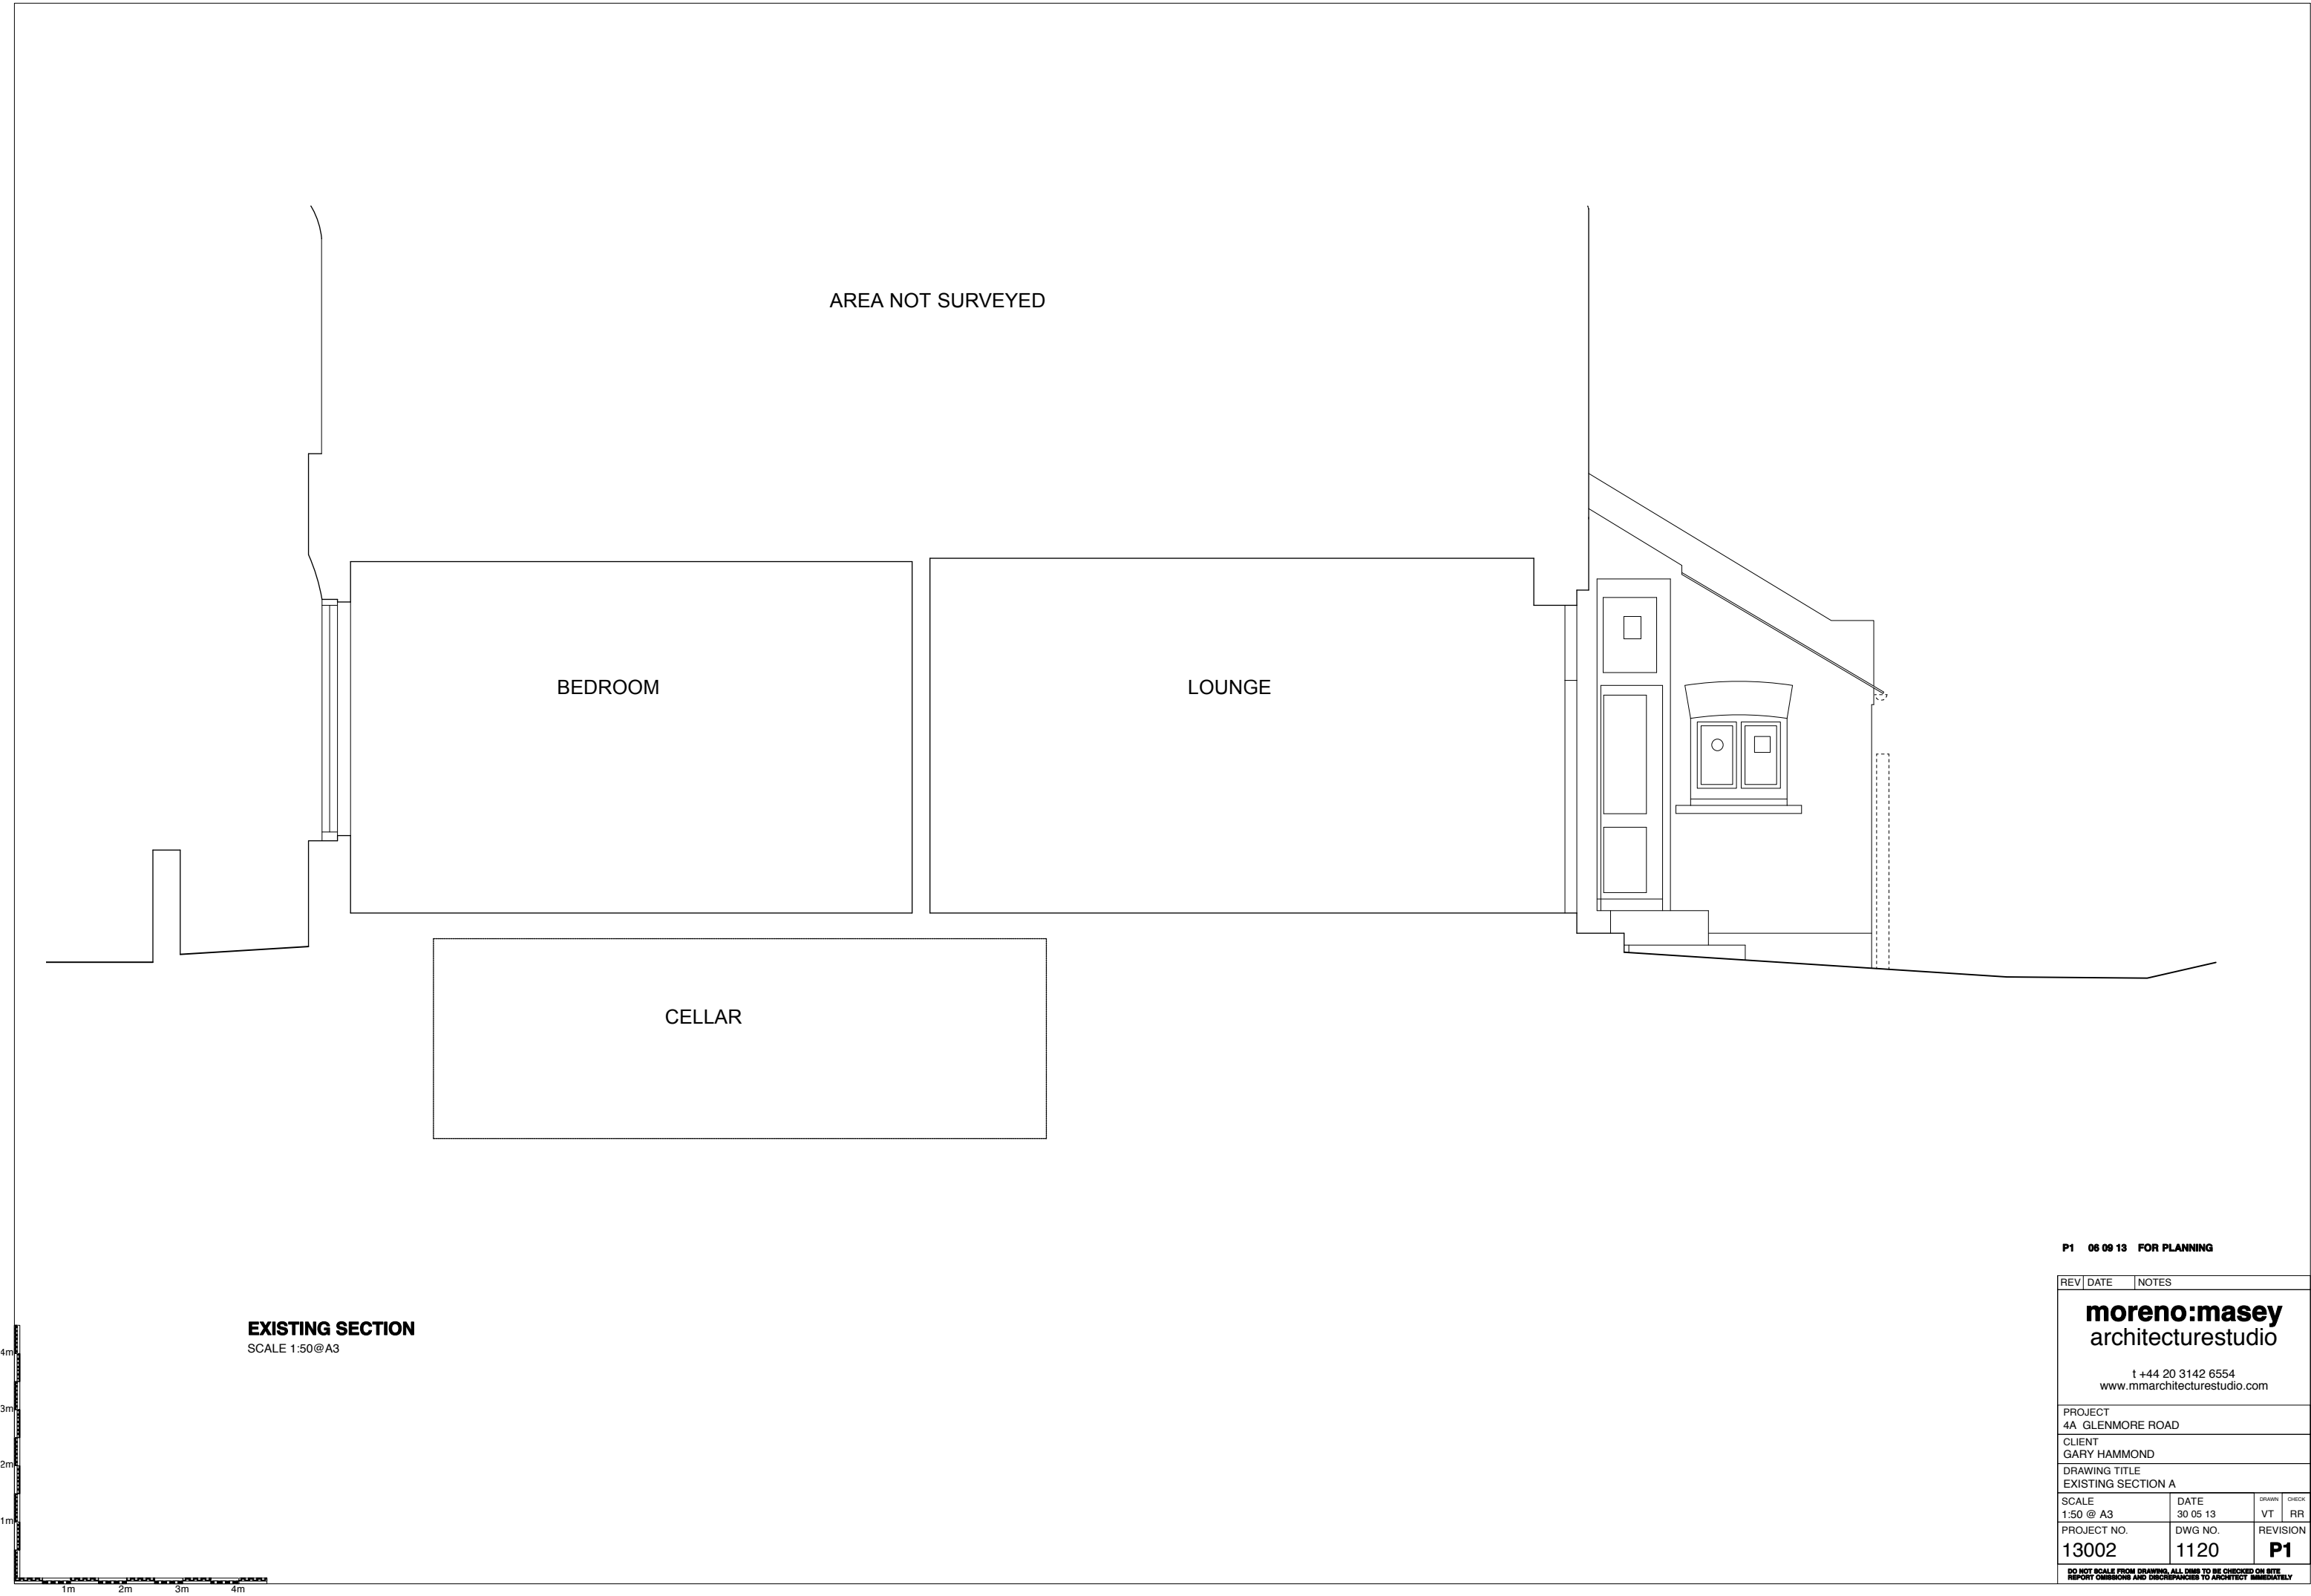 AREA NOT SURVEYED
BEDROOM
LOUNGE
CELLAR
EXISTING SECTION
SCALE 1:50@A3
4m
3m
2m
1m
1m 2m 3m 4m
P1 06 09 13 FOR PLANNING
REV DATE NOTES
moreno:masey
architecturestudio
t +44 20 3142 6554
www.mmarchitecturestudio.com
PROJECT
4A GLENMORE ROAD
CLIENT
GARY HAMMOND
DRAWING TITLE
EXISTING SECTION A
SCALE DATE DRAWN CHECK
1:50 @ A3 30 05 13 VT RR
PROJECT NO. DWG NO. REVISION
13002 1120 P1
DO NOT SCALE FROM DRAWING, ALL DIMS TO BE CHECKED ON SITE
REPORT OMISSIONS AND DISCREPANCIES TO ARCHITECT IMMEDIATELY